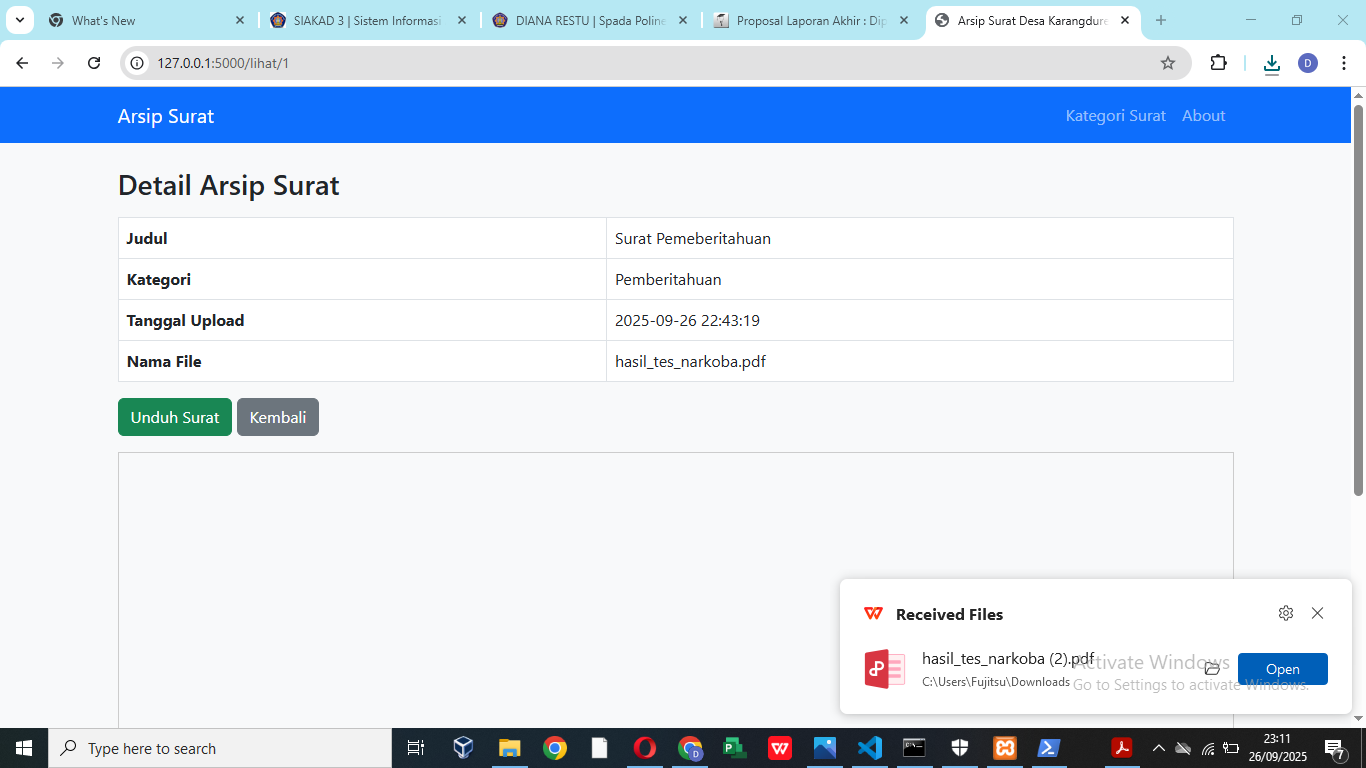 What's New
SIAKAD 3 | Sistem Informasi
DIANA RESTU | Spada Poline
Proposal Laporan Akhir : Dip
Arsip Surat Desa Karangdure
127.0.0.1:5000/lihat/1
D
Arsip Surat
Kategori Surat
About
Detail Arsip Surat
Judul Surat Pemeberitahuan
Kategori Pemberitahuan
Tanggal Upload 2025-09-26 22:43:19
Nama File hasil_tes_narkoba.pdf
Unduh Surat
Kembali
Received Files
hasil_tes_narkoba (2).pdf
C:\Users\Fujitsu\Downloads
Open
Activate Windows
Go to Settings to activate Windows.
Type here to search
23:11
26/09/2025
7